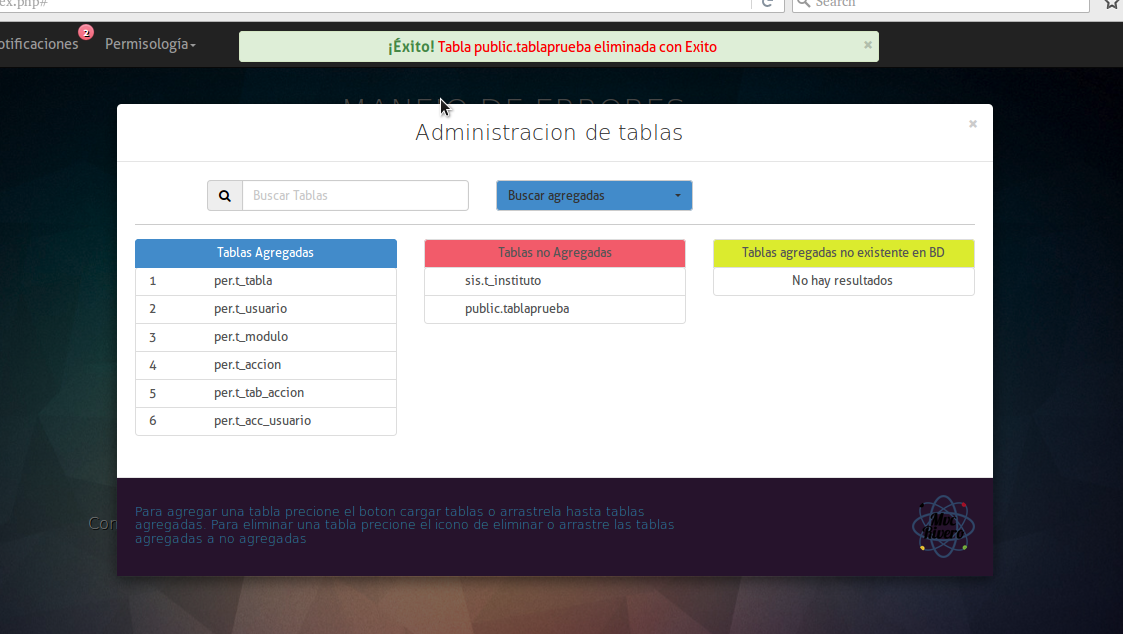 ex.php#
Search
otificaciones
2
Permisología
¡Éxito! Tabla public.tablaprueba eliminada con Exito
×
MANEJO DE ERRORES
Administracion de tablas
×
Buscar Tablas
Buscar agregadas
Tablas Agregadas
1 per.t_tabla
2 per.t_usuario
3 per.t_modulo
4 per.t_accion
5 per.t_tab_accion
6 per.t_acc_usuario
Tablas no Agregadas
sis.t_instituto
public.tablaprueba
Tablas agregadas no existente en BD
No hay resultados
Con
Para agregar una tabla precione el boton cargar tablas o arrastrela hasta tablas
agregadas. Para eliminar una tabla precione el icono de eliminar o arrastre las tablas
agregadas a no agregadas
Mvc
Rivero